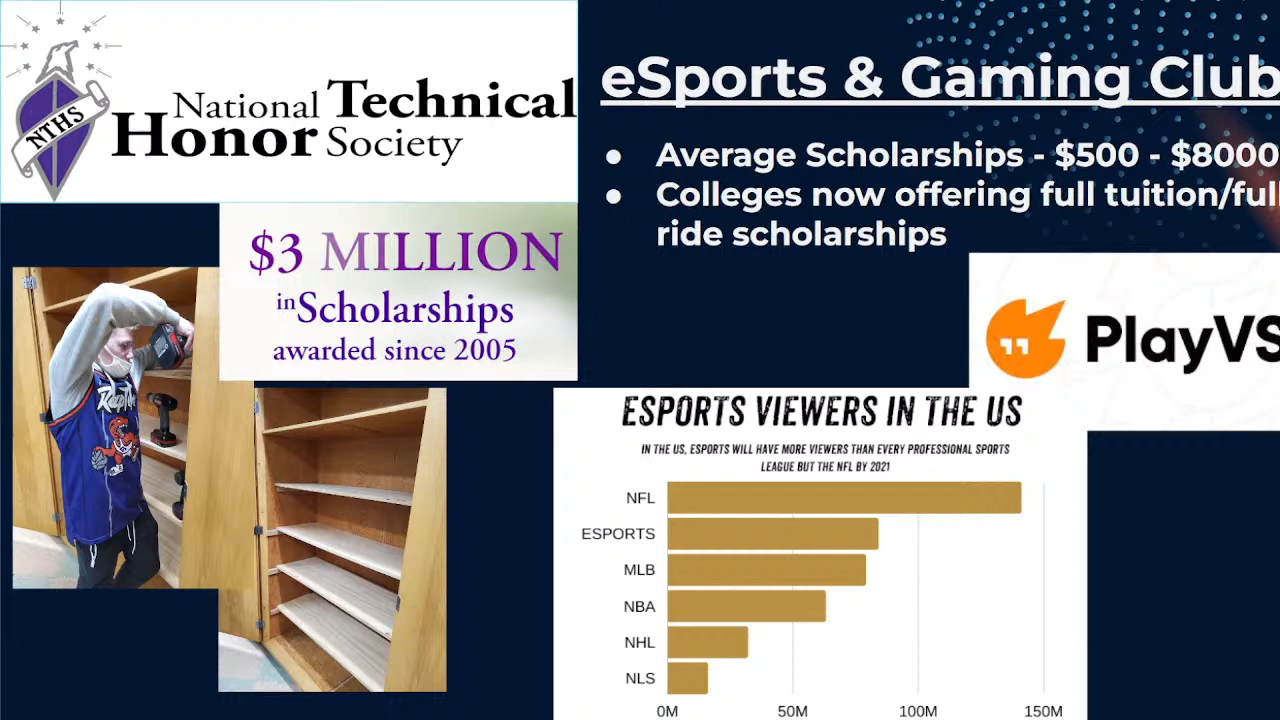 National Technical
Honor Society
NTHS
$3 MILLION
in Scholarships
awarded since 2005
Raptors
eSports & Gaming Club
● Average Scholarships - $500 - $8000
● Colleges now offering full tuition/full
ride scholarships
PlayVS
ESPORTS VIEWERS IN THE US
IN THE US, ESPORTS WILL HAVE MORE VIEWERS THAN EVERY PROFESSIONAL SPORTS
LEAGUE BUT THE NFL BY 2021
NFL
ESPORTS
MLB
NBA
NHL
NLS
0M 50M 100M 150M